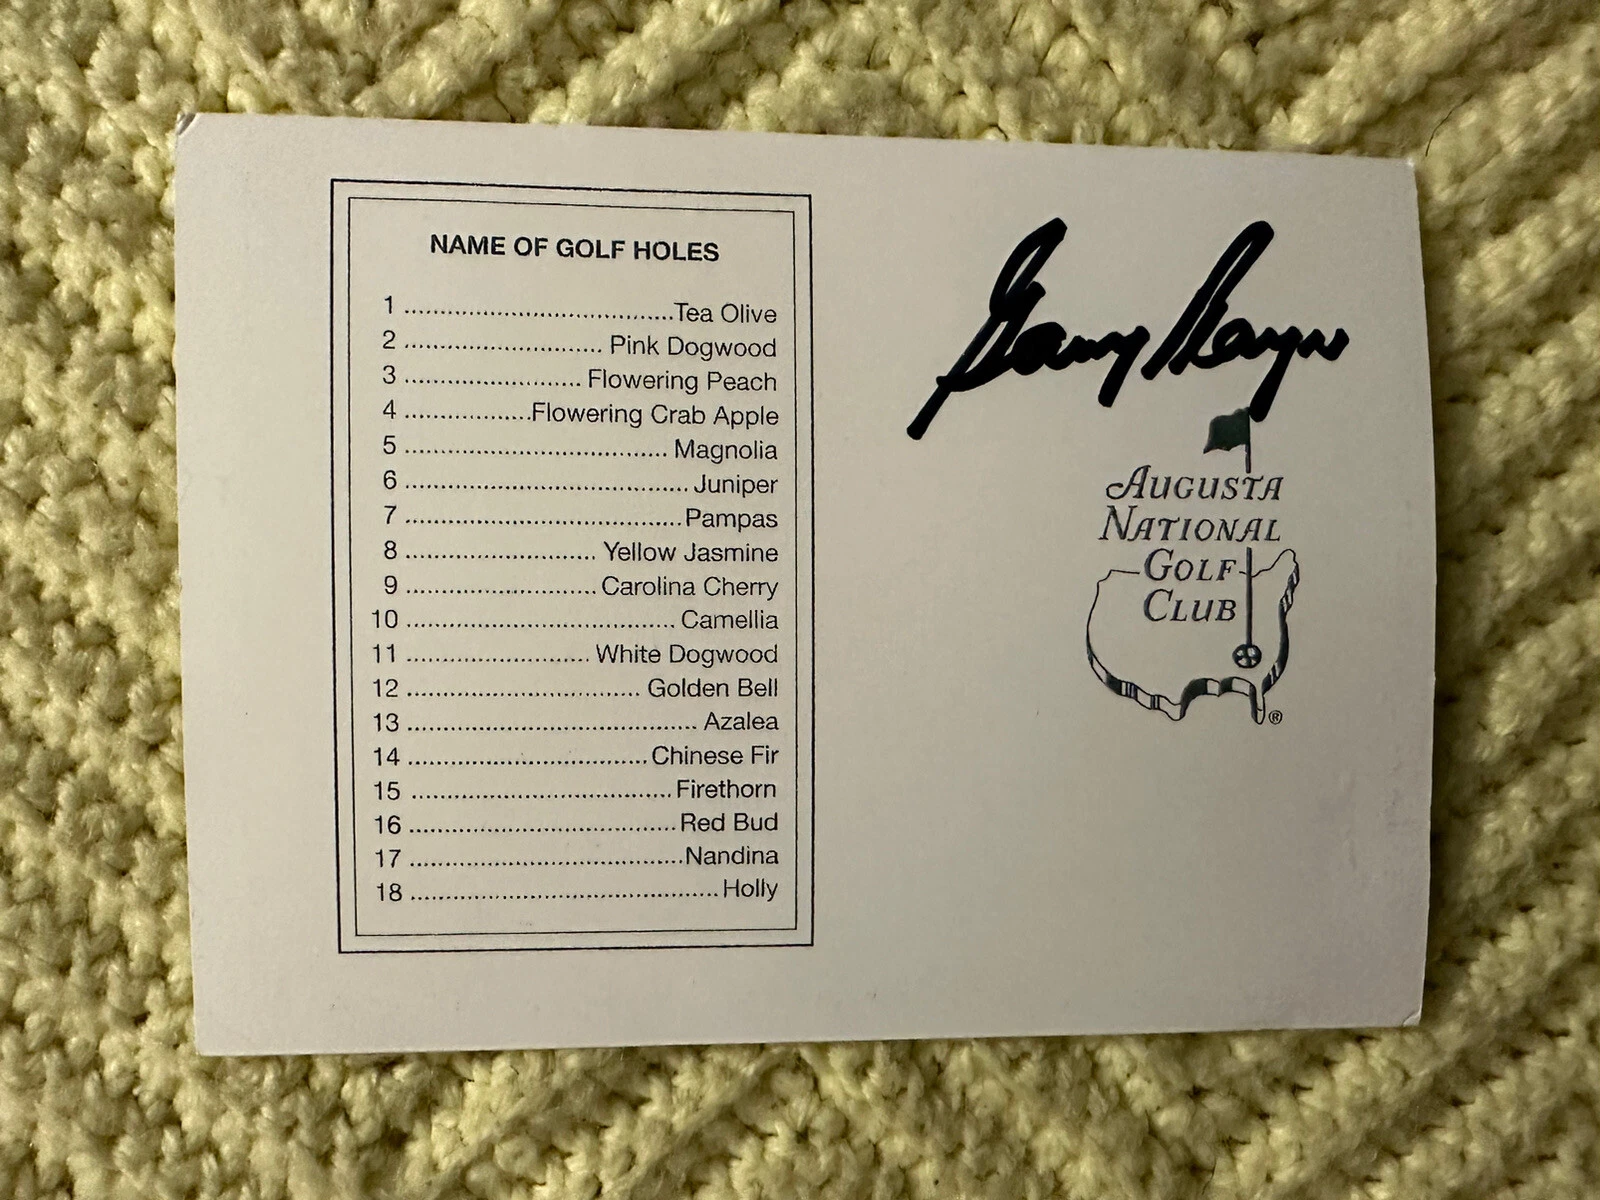 NAME OF GOLF HOLES
1 ........................................Tea Olive
2 ............................. Pink Dogwood
3 .......................... Flowering Peach
4 ..................Flowering Crab Apple
5 ...................................... Magnolia
6 ......................................... Juniper
7 ........................................Pampas
8 ............................ Yellow Jasmine
9 ............................ Carolina Cherry
10 ....................................... Camellia
11 ........................... White Dogwood
12 .................................. Golden Bell
13 .......................................... Azalea
14 ...................................Chinese Fir
15 ......................................Firethorn
16 .......................................Red Bud
17 ........................................Nandina
18 ............................................. Holly
Gary Player
AUGUSTA
NATIONAL
GOLF
CLUB
®